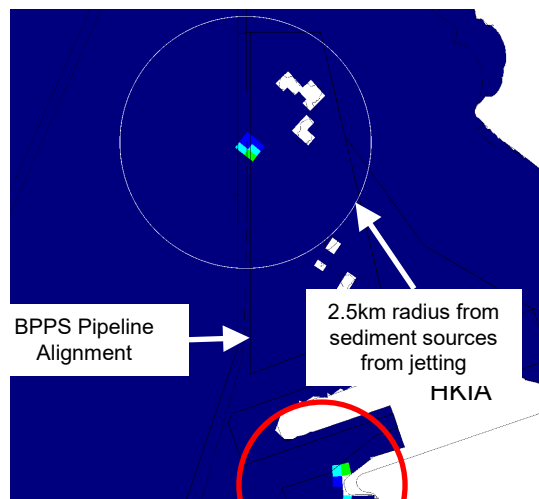 BPPS Pipeline
Alignment
2.5km radius from
sediment sources
from jetting
HKIA